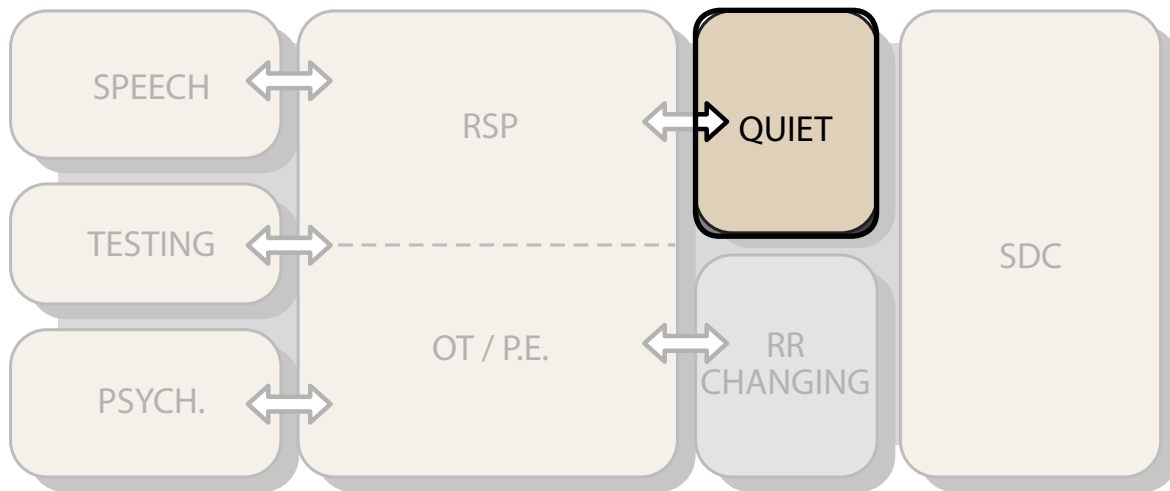 SPEECH
RSP
QUIET
TESTING
SDC
OT / P.E.
RR
CHANGING
PSYCH.